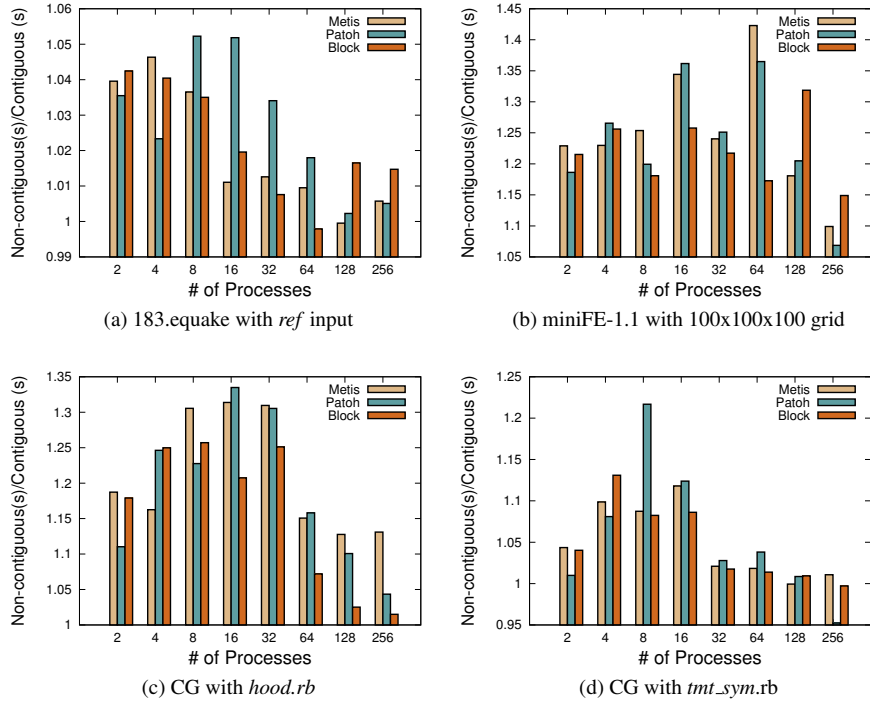 Non-contiguous(s)/Contiguous (s)
1.06
1.05
1.04
1.03
1.02
1.01
1
0.99
Metis
Patoh
Block
2 4 8 16 32 64 128 256
# of Processes
(a) 183.equake with ref input
Non-contiguous(s)/Contiguous (s)
1.45
1.4
1.35
1.3
1.25
1.2
1.15
1.1
1.05
Metis
Patoh
Block
2 4 8 16 32 64 128 256
# of Processes
(b) miniFE-1.1 with 100x100x100 grid
Non-contiguous(s)/Contiguous (s)
1.35
1.3
1.25
1.2
1.15
1.1
1.05
1
Metis
Patoh
Block
2 4 8 16 32 64 128 256
# of Processes
(c) CG with hood.rb
Non-contiguous(s)/Contiguous (s)
1.25
1.2
1.15
1.1
1.05
1
0.95
Metis
Patoh
Block
2 4 8 16 32 64 128 256
# of Processes
(d) CG with tmt_sym.rb